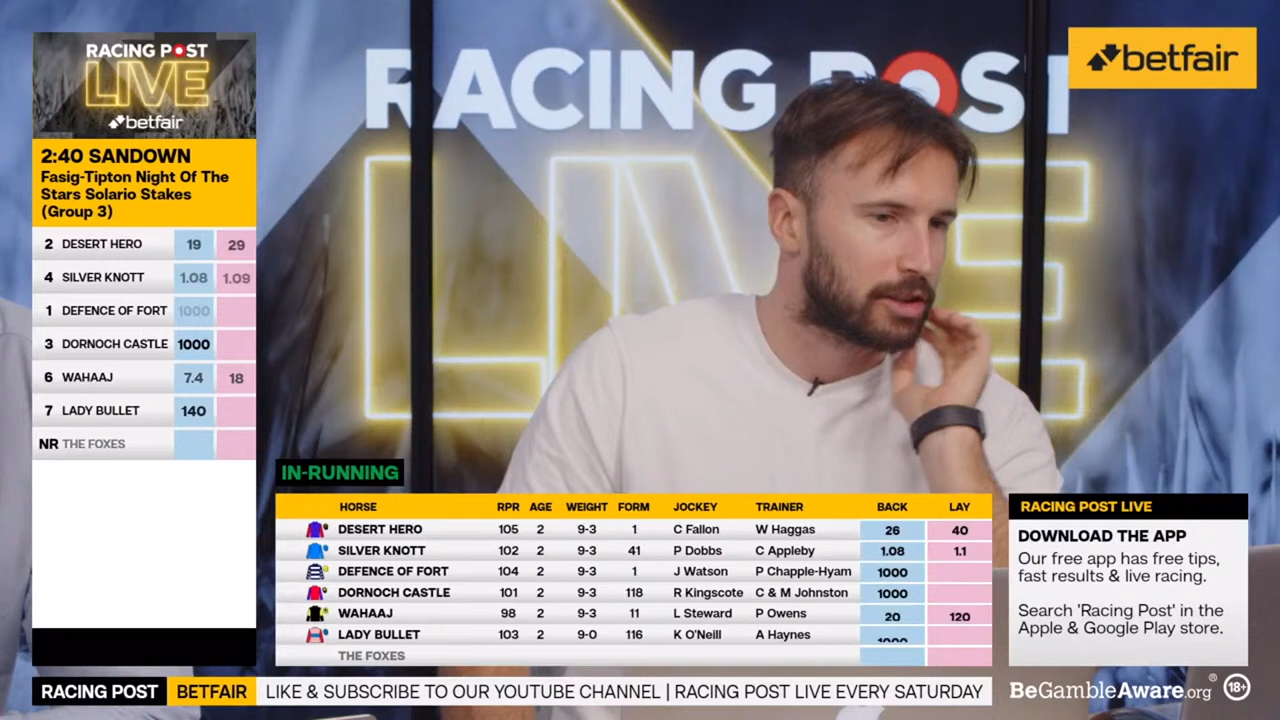 RACING POST
LIVE
betfair
2:40 SANDOWN
Fasig-Tipton Night Of The
Stars Solario Stakes
(Group 3)
2 DESERT HERO 19 29
4 SILVER KNOTT 1.08 1.09
1 DEFENCE OF FORT 1000
3 DORNOCH CASTLE 1000
6 WAHAAJ 7.4 18
7 LADY BULLET 140
NR THE FOXES
RACING POST
LIVE
betfair
IN-RUNNING
HORSE RPR AGE WEIGHT FORM JOCKEY TRAINER BACK LAY
DESERT HERO 105 2 9-3 1 C Fallon W Haggas 26 40
SILVER KNOTT 102 2 9-3 41 P Dobbs C Appleby 1.08 1.1
DEFENCE OF FORT 104 2 9-3 1 J Watson P Chapple-Hyam 1000
DORNOCH CASTLE 101 2 9-3 118 R Kingscote C & M Johnston 1000
WAHAAJ 98 2 9-3 11 L Steward P Owens 20 120
LADY BULLET 103 2 9-0 116 K O'Neill A Haynes
THE FOXES
RACING POST LIVE
DOWNLOAD THE APP
Our free app has free tips,
fast results & live racing.
Search 'Racing Post' in the
Apple & Google Play store.
RACING POST BETFAIR LIKE & SUBSCRIBE TO OUR YOUTUBE CHANNEL | RACING POST LIVE EVERY SATURDAY
BeGambleAware.org® 18+